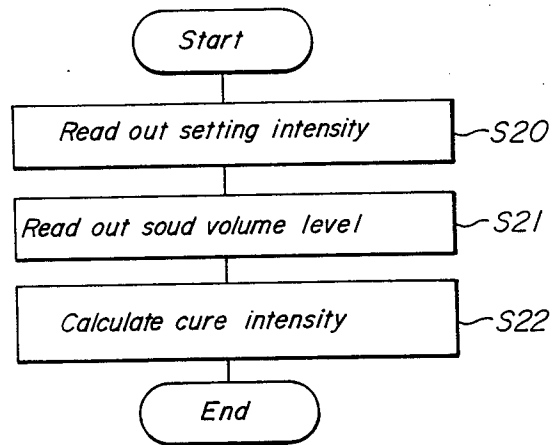 Start
Read out setting intensity
S20
Read out soud volume level
S21
Calculate cure intensity
S22
End